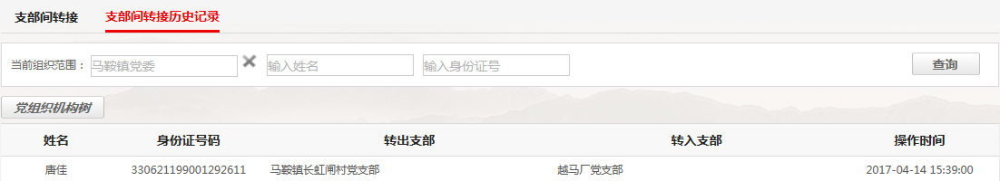 支部间转接 支部间转接历史记录
当前组织范围： 马鞍镇党委 输入姓名 输入身份证号 查询
党组织机构树
姓名 身份证号码 转出支部 转入支部 操作时间
唐佳 330621199001292611 马鞍镇长虹闸村党支部 越马厂党支部 2017-04-14 15:39:00